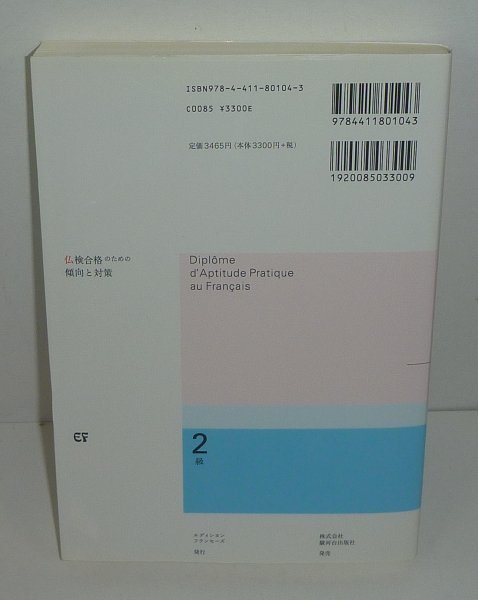 ISBN978-4-411-80104-3
C0085 ¥3300E
定価3465円(本体3300円+税)
9784411801043
1920085033009
仏検合格のための
傾向と対策
Diplôme
d'Aptitude Pratique
au Français
EF
2
級
エディシヨン
フランセーズ
発行
株式会社
駿河台出版社
発売